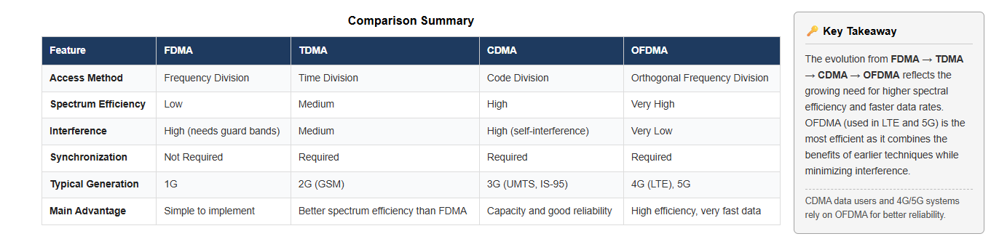 Comparison Summary
Feature FDMA TDMA CDMA OFDMA
Access Method Frequency Division Time Division Code Division Orthogonal Frequency Division
Spectrum Efficiency Low Medium High Very High
Interference High (needs guard bands) Medium High (self-interference) Very Low
Synchronization Not Required Required Required Required
Typical Generation 1G 2G (GSM) 3G (UMTS, IS-95) 4G (LTE), 5G
Main Advantage Simple to implement Better spectrum efficiency than FDMA Capacity and good reliability High efficiency, very fast data
🔑 Key Takeaway
The evolution from FDMA → TDMA
→ CDMA → OFDMA reflects the
growing need for higher spectral
efficiency and faster data rates.
OFDMA (used in LTE and 5G) is the
most efficient as it combines the
benefits of earlier techniques while
minimizing interference.
CDMA data users and 4G/5G systems
rely on OFDMA for better reliability.